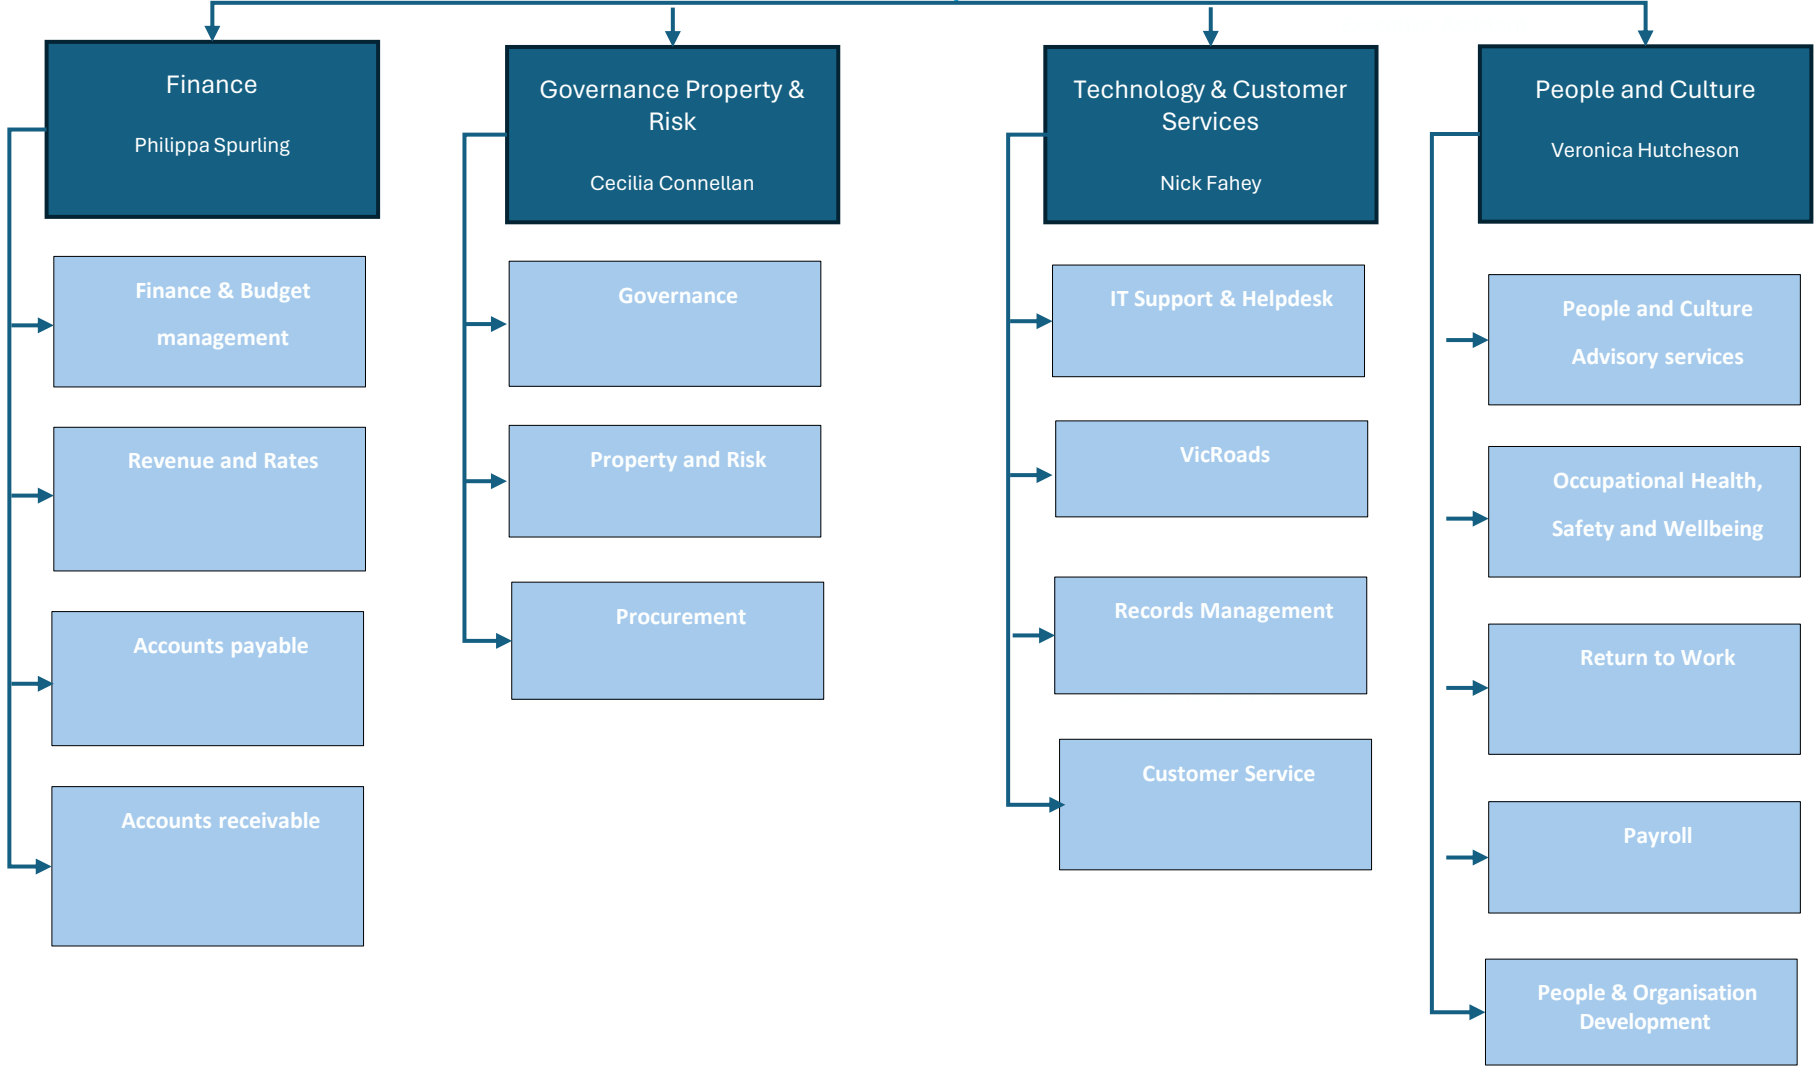 Finance
Philippa Spurling
Finance & Budget
management
Revenue and Rates
Accounts payable
Accounts receivable
Governance Property &
Risk
Cecilia Connellan
Governance
Property and Risk
Procurement
Technology & Customer
Services
Nick Fahey
IT Support & Helpdesk
VicRoads
Records Management
Customer Service
People and Culture
Veronica Hutcheson
People and Culture
Advisory services
Occupational Health,
Safety and Wellbeing
Return to Work
Payroll
People & Organisation
Development